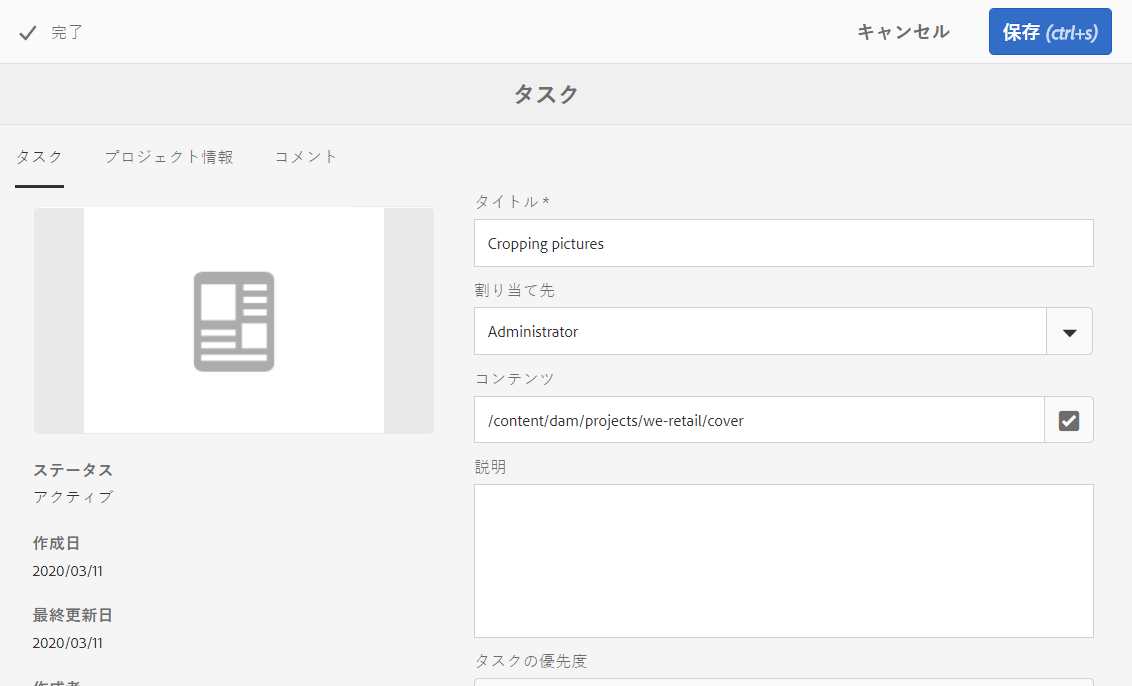 完了
キャンセル
保存 (ctrl+s)
タスク
タスク
プロジェクト情報
コメント
タイトル *
Cropping pictures
割り当て先
Administrator
コンテンツ
/content/dam/projects/we-retail/cover
説明
タスクの優先度
ステータス
アクティブ
作成日
2020/03/11
最終更新日
2020/03/11